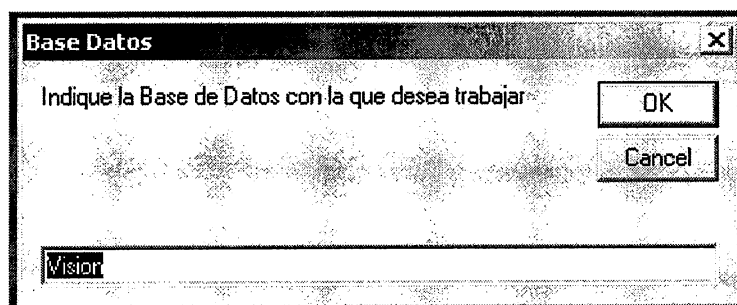 Base Datos
Indique la Base de Datos con la que desea trabajar
OK
Cancel
Vision